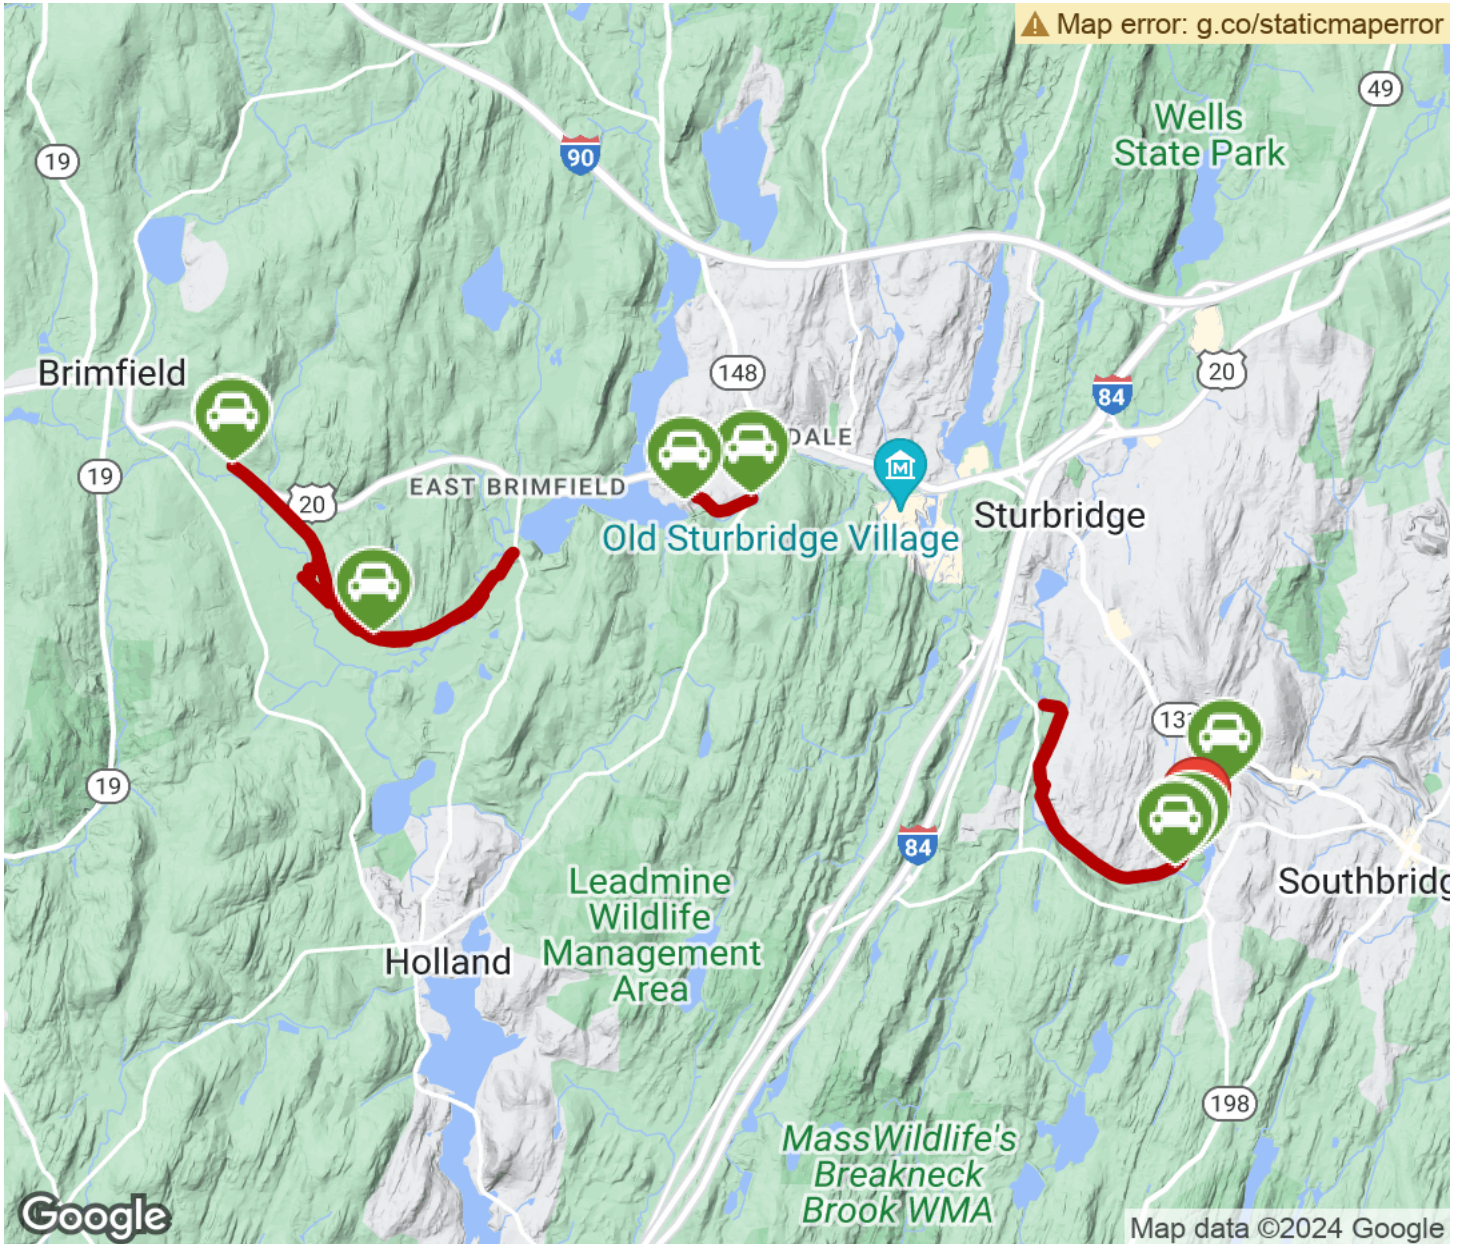 Map error: g.co/staticmaperror
49
Wells
State Park
19
90
Brimfield
148
20
84
DALE
19
20
EAST BRIMFIELD
M
Sturbridge
Old Sturbridge Village
19
84
Southbridg
Leadmine
Wildlife
Management
Area
Holland
198
MassWildlife's
Breakneck
Brook WMA
Google
Map data ©2024 Google